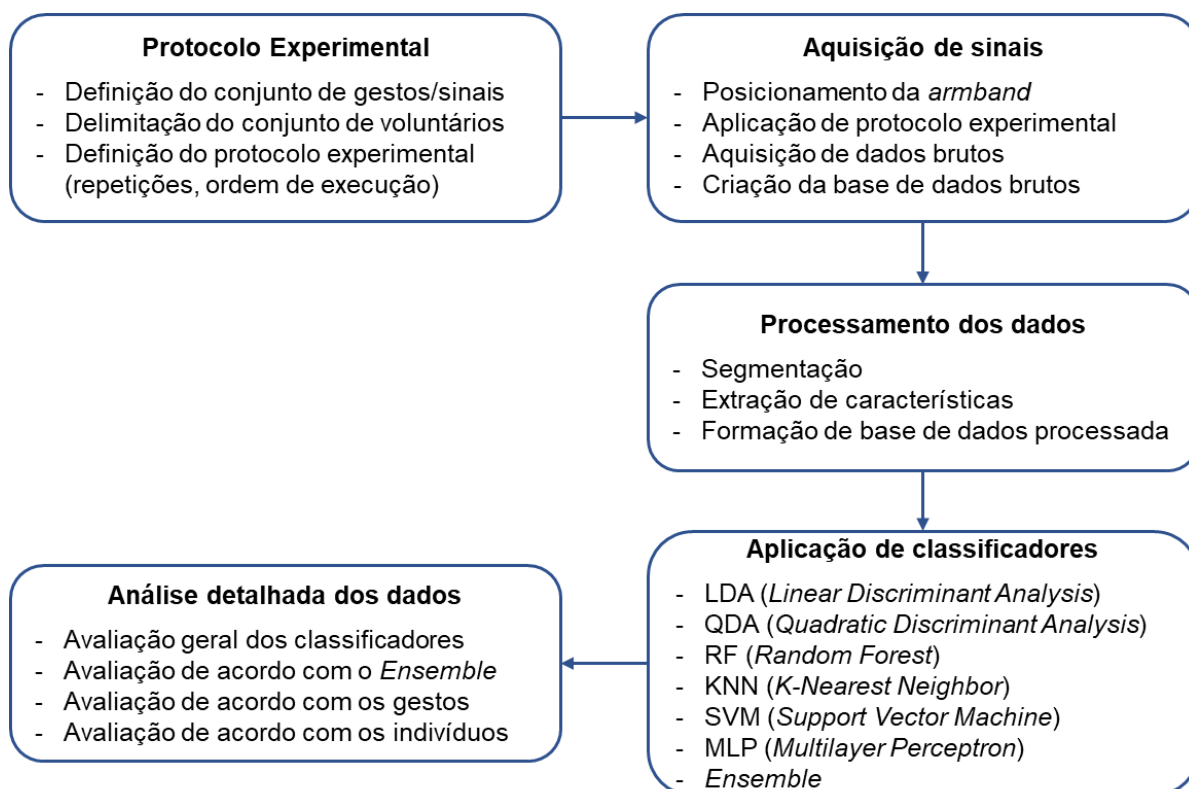 Protocolo Experimental
- Definição do conjunto de gestos/sinais
- Delimitação do conjunto de voluntários
- Definição do protocolo experimental
(repetições, ordem de execução)
Aquisição de sinais
- Posicionamento da armband
- Aplicação de protocolo experimental
- Aquisição de dados brutos
- Criação da base de dados brutos
Processamento dos dados
- Segmentação
- Extração de características
- Formação de base de dados processada
Aplicação de classificadores
- LDA (Linear Discriminant Analysis)
- QDA (Quadratic Discriminant Analysis)
- RF (Random Forest)
- KNN (K-Nearest Neighbor)
- SVM (Support Vector Machine)
- MLP (Multilayer Perceptron)
- Ensemble
Análise detalhada dos dados
- Avaliação geral dos classificadores
- Avaliação de acordo com o Ensemble
- Avaliação de acordo com os gestos
- Avaliação de acordo com os indivíduos